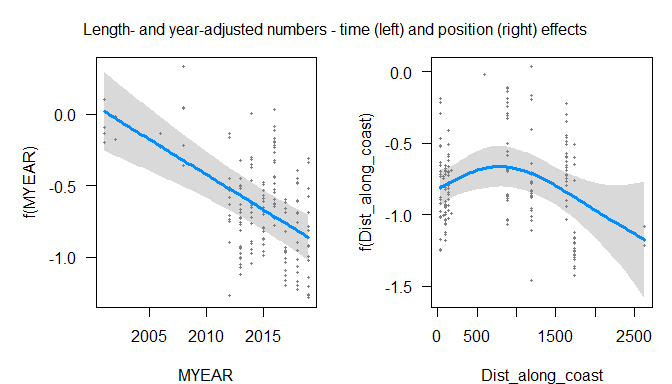 Length- and year-adjusted numbers - time (left) and position (right) effects
f(MYEAR)
0.0
-0.5
-1.0
2005
2010
2015
MYEAR
f(Dist_along_coast)
0.0
-0.5
-1.0
-1.5
0
500
1500
2500
Dist_along_coast